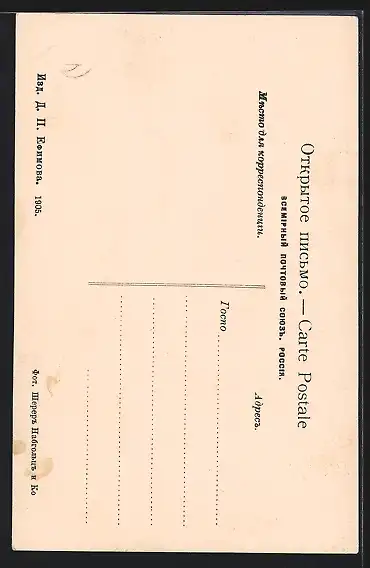 Открытое письмо. — Carte Postale
ВСЕМІРНЫЙ ПОЧТОВЫЙ СОЮЗЪ. РОССІЯ.
Мѣсто для корреспонденціи.
Адресъ.
Госпо
Изд. Д. П. Ефимова. 1905.
Фот. Шереръ Набгольцъ и Ко